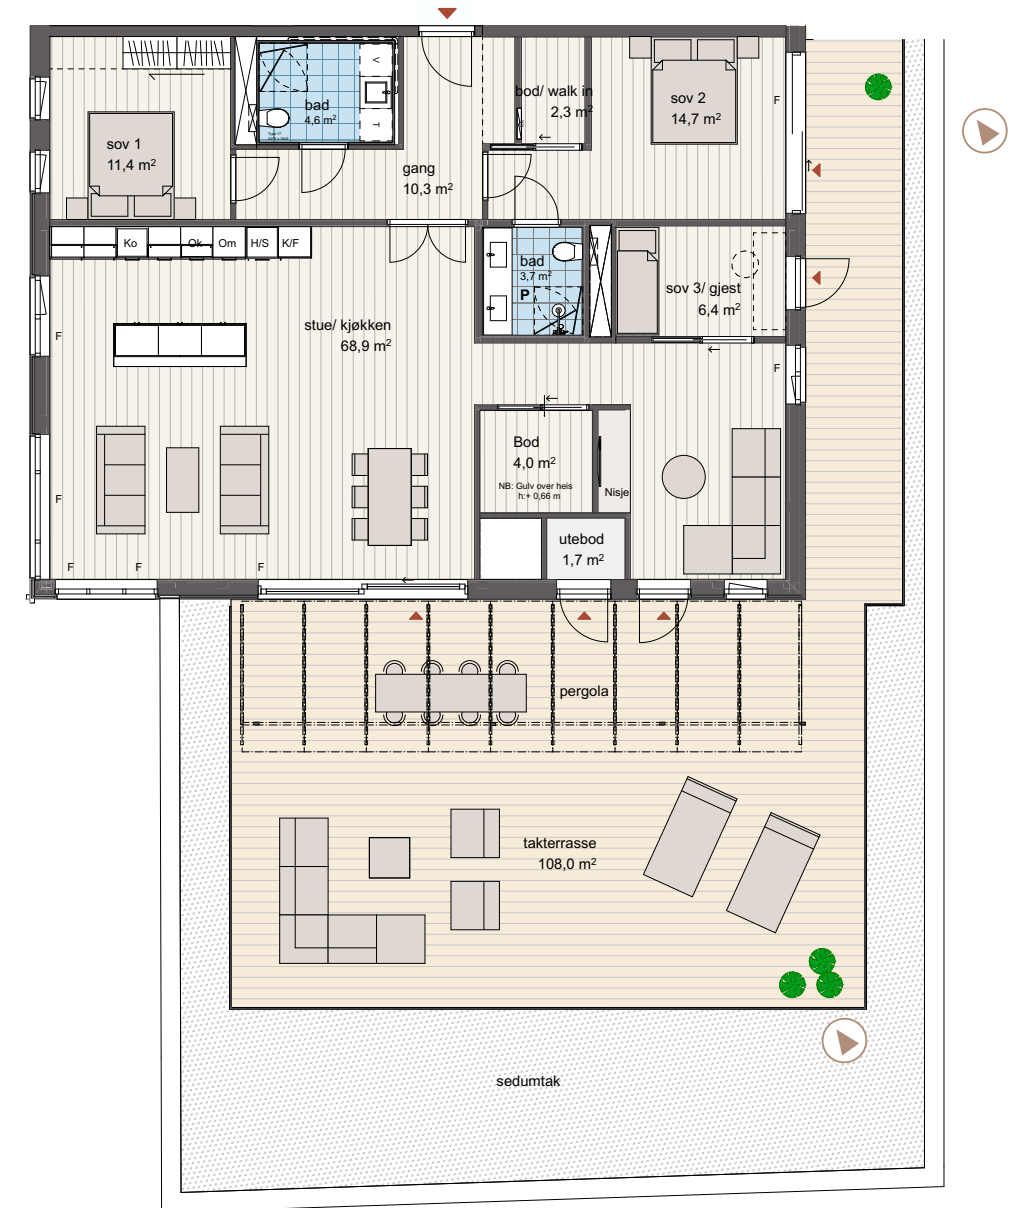 bod/ walk in
2,3 m²
sov 2
14,7 m²
F
V
bad
4,6 m²
T
sov 1
11,4 m²
gang
10,3 m²
Ko
Ok
Om
H/S
K/F
bad
3,7 m²
P
sov 3/ gjest
6,4 m²
stue/ kjøkken
68,9 m²
F
F
Bod
4,0 m²
NB: Gulv over heis
h:+ 0,66 m
Nisje
F
utebod
1,7 m²
F
F
F
pergola
takterrasse
108,0 m²
sedumtak